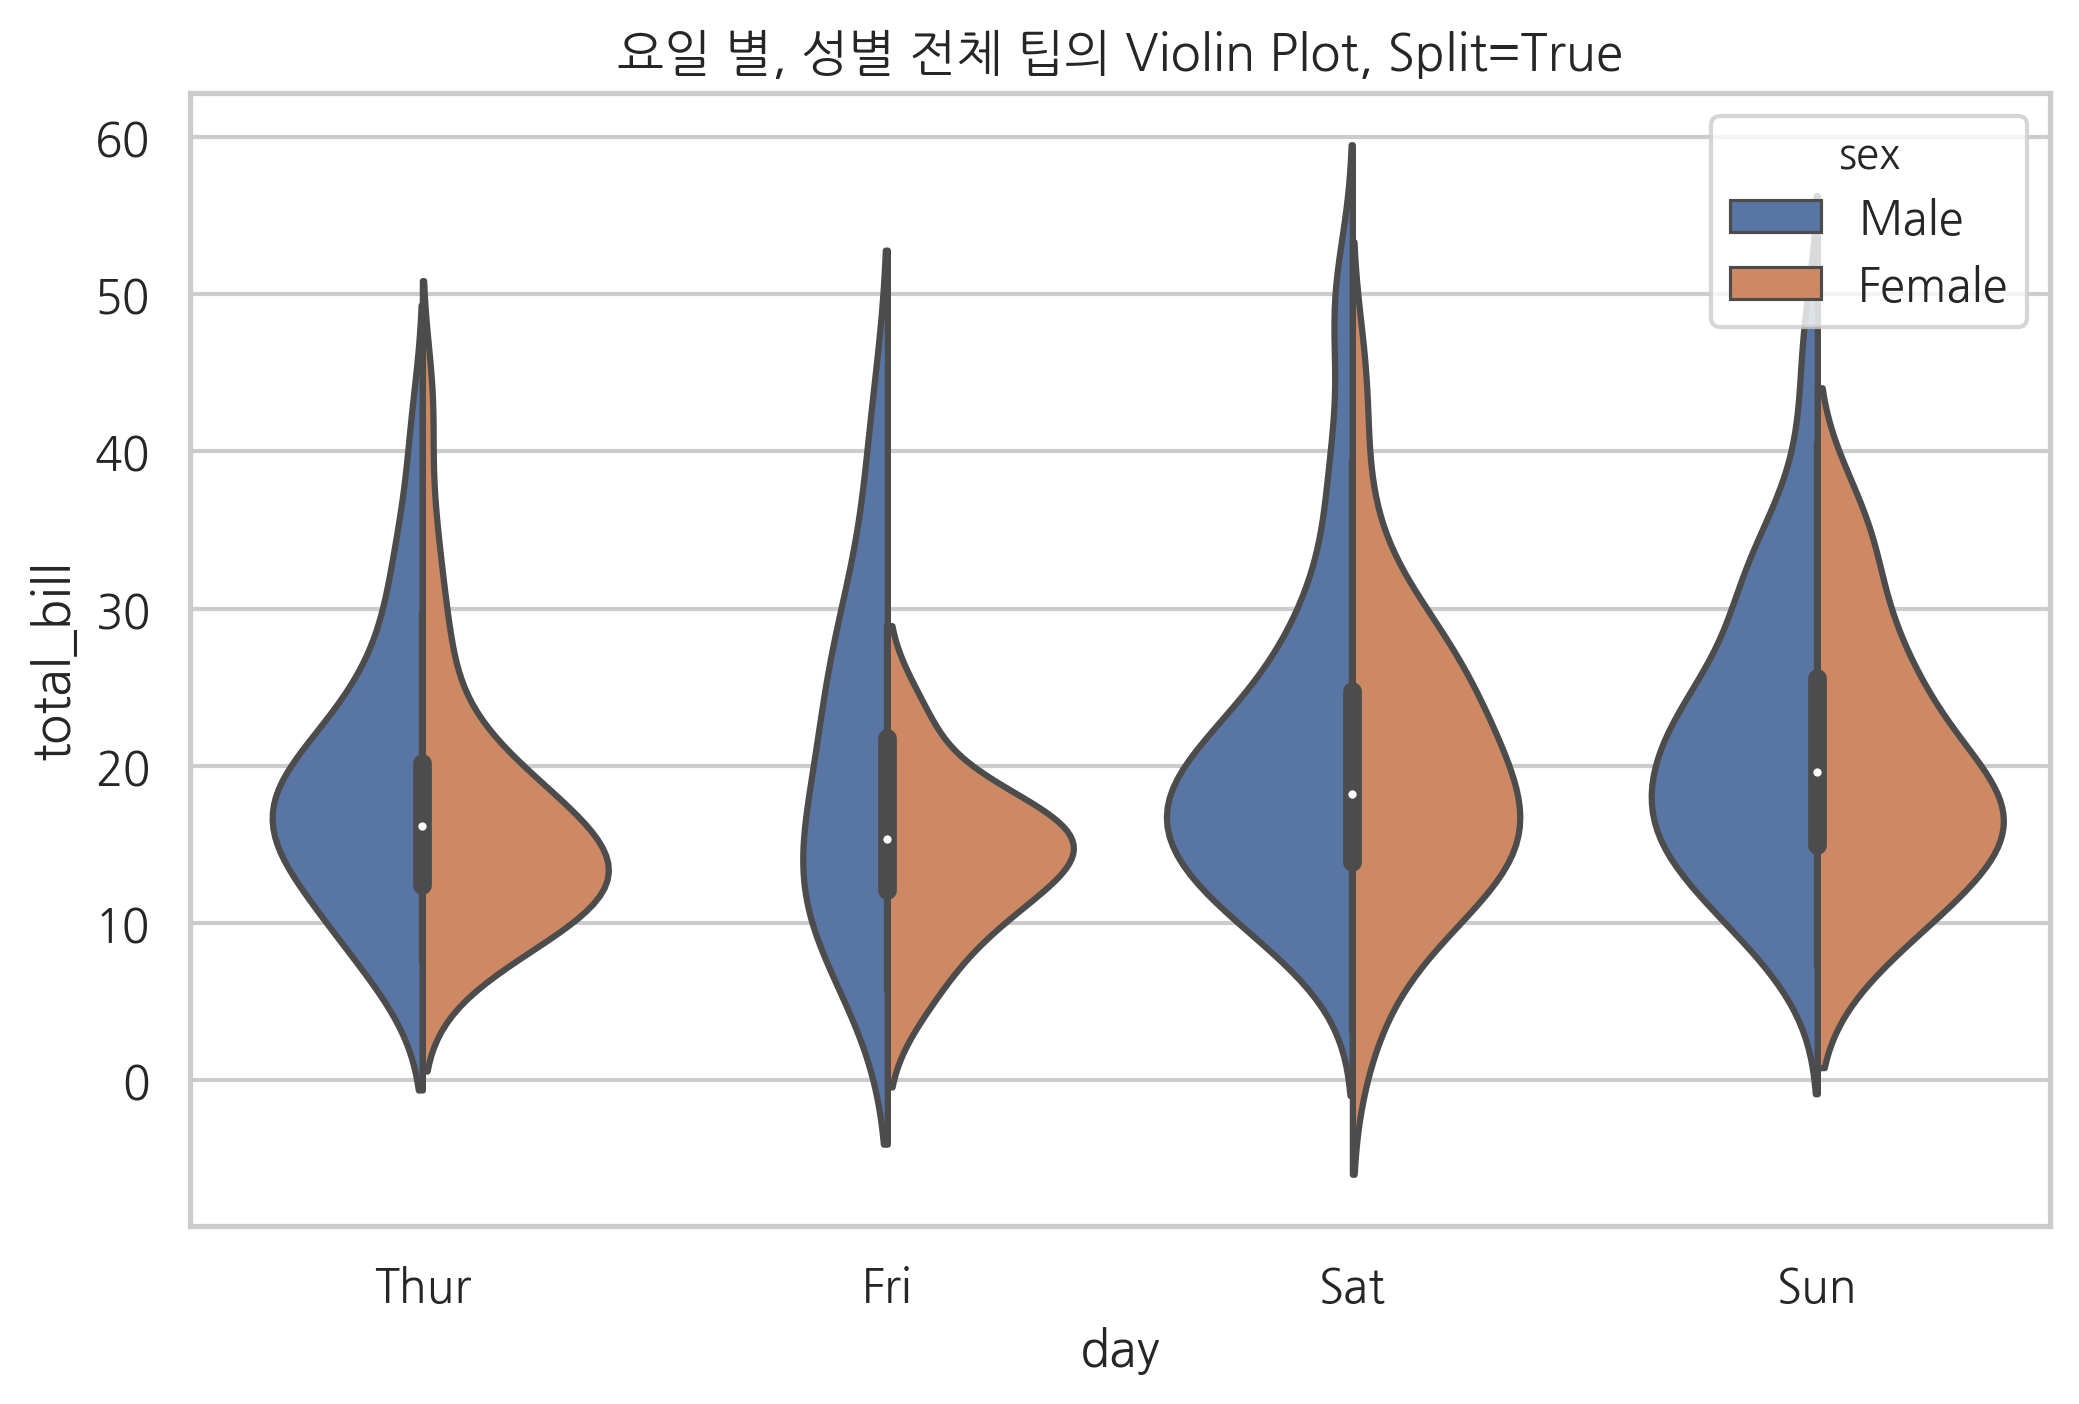 요일 별, 성별 전체 팁의 Violin Plot, Split=True
sex
Male
Female
total_bill
60
50
40
30
20
10
0
Thur Fri Sat Sun
day